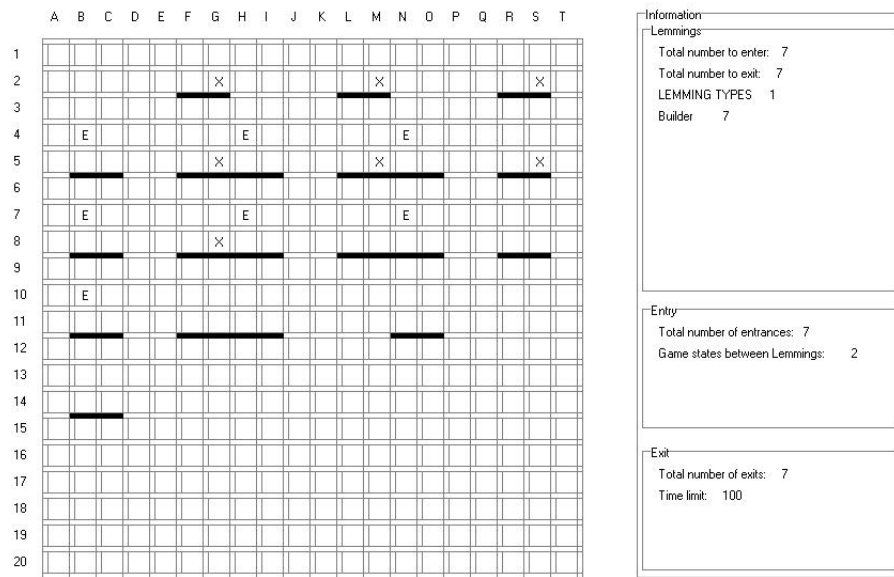 A B C D E F G H I J K L M N O P Q R S T
1
2 X X X
3
4 E E E
5 X X X
6
7 E E E
8 X
9
10 E
11
12
13
14
15
16
17
18
19
20
Information
Lemmings
Total number to enter: 7
Total number to exit: 7
LEMMING TYPES 1
Builder 7
Entry
Total number of entrances: 7
Game states between Lemmings: 2
Exit
Total number of exits: 7
Time limit: 100